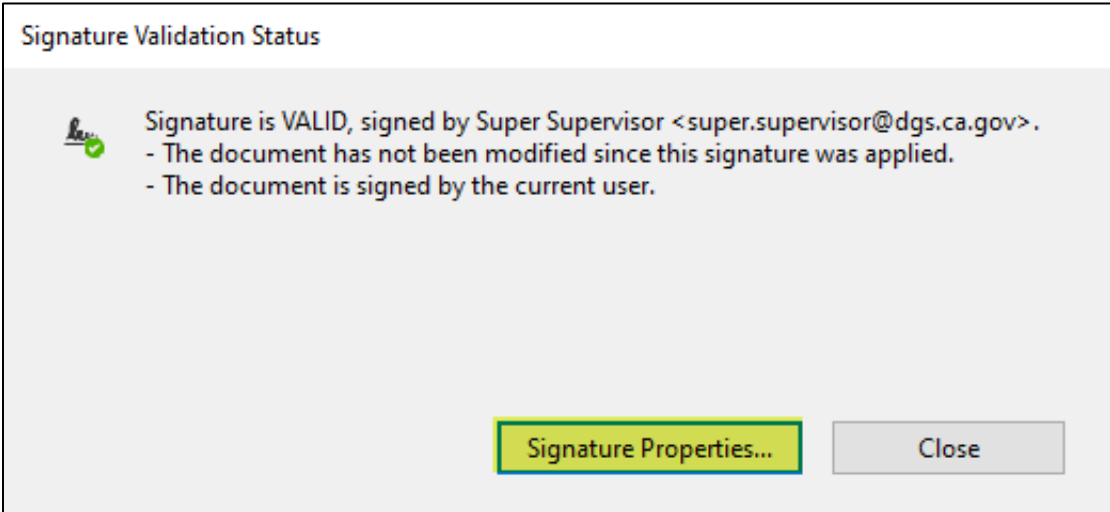 Signature Validation Status
Signature is VALID, signed by Super Supervisor <super.supervisor@dgs.ca.gov>.
- The document has not been modified since this signature was applied.
- The document is signed by the current user.
Signature Properties...
Close